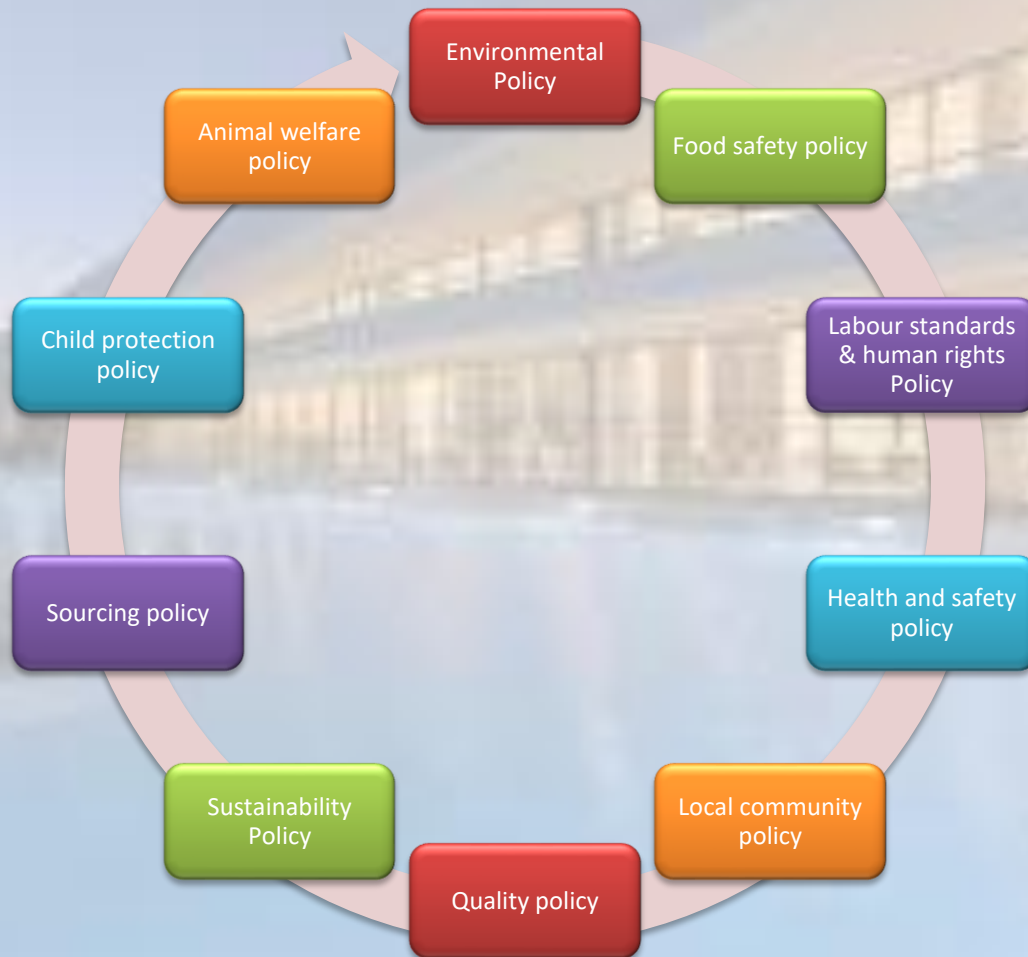 Environmental
Policy
Food safety policy
Labour standards
& human rights
Policy
Health and safety
policy
Local community
policy
Quality policy
Sustainability
Policy
Sourcing policy
Child protection
policy
Animal welfare
policy